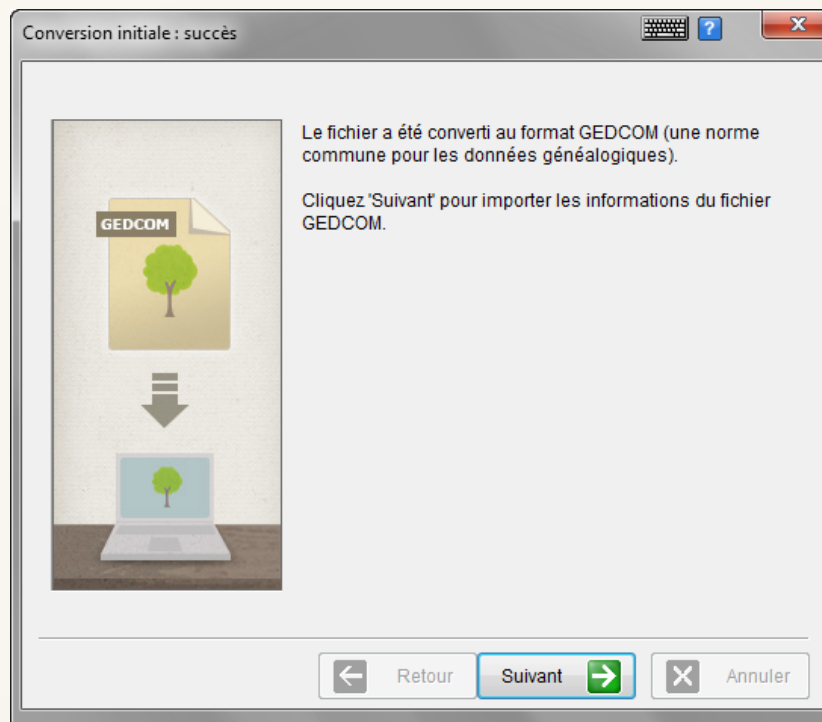 Conversion initiale : succès
?
Le fichier a été converti au format GEDCOM (une norme
commune pour les données généalogiques).
Cliquez 'Suivant' pour importer les informations du fichier
GEDCOM.
GEDCOM
Retour
Suivant
Annuler